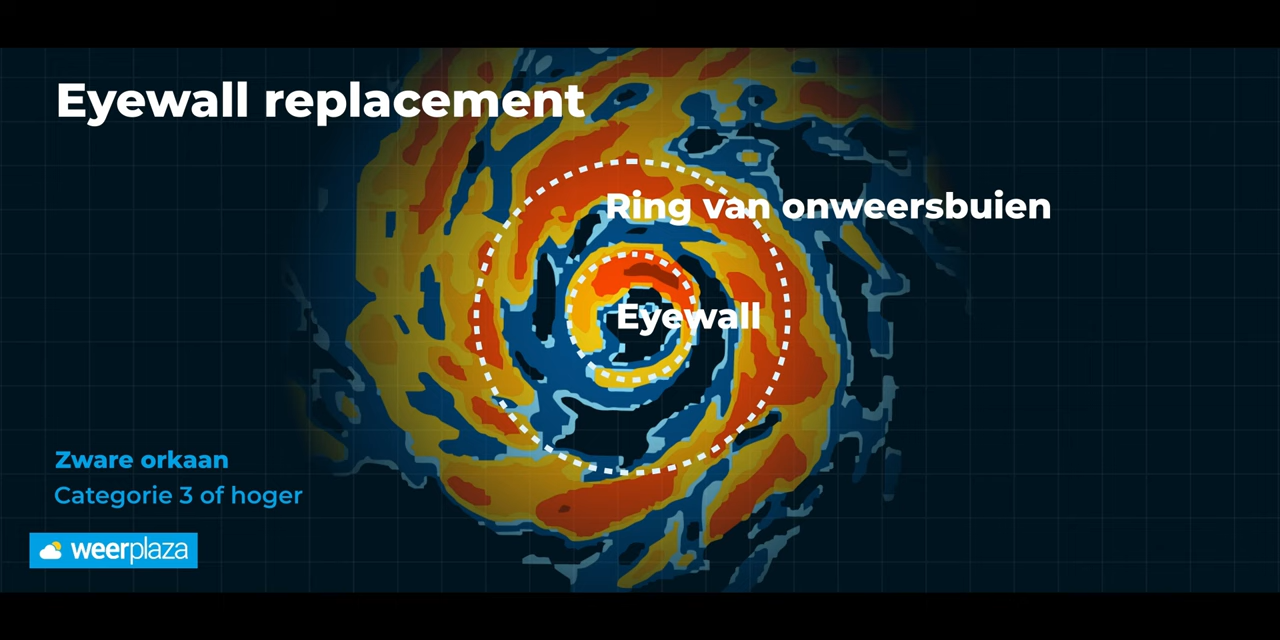 Eyewall replacement
Ring van onweersbuien
Eyewall
Zware orkaan
Categorie 3 of hoger
weerplaza